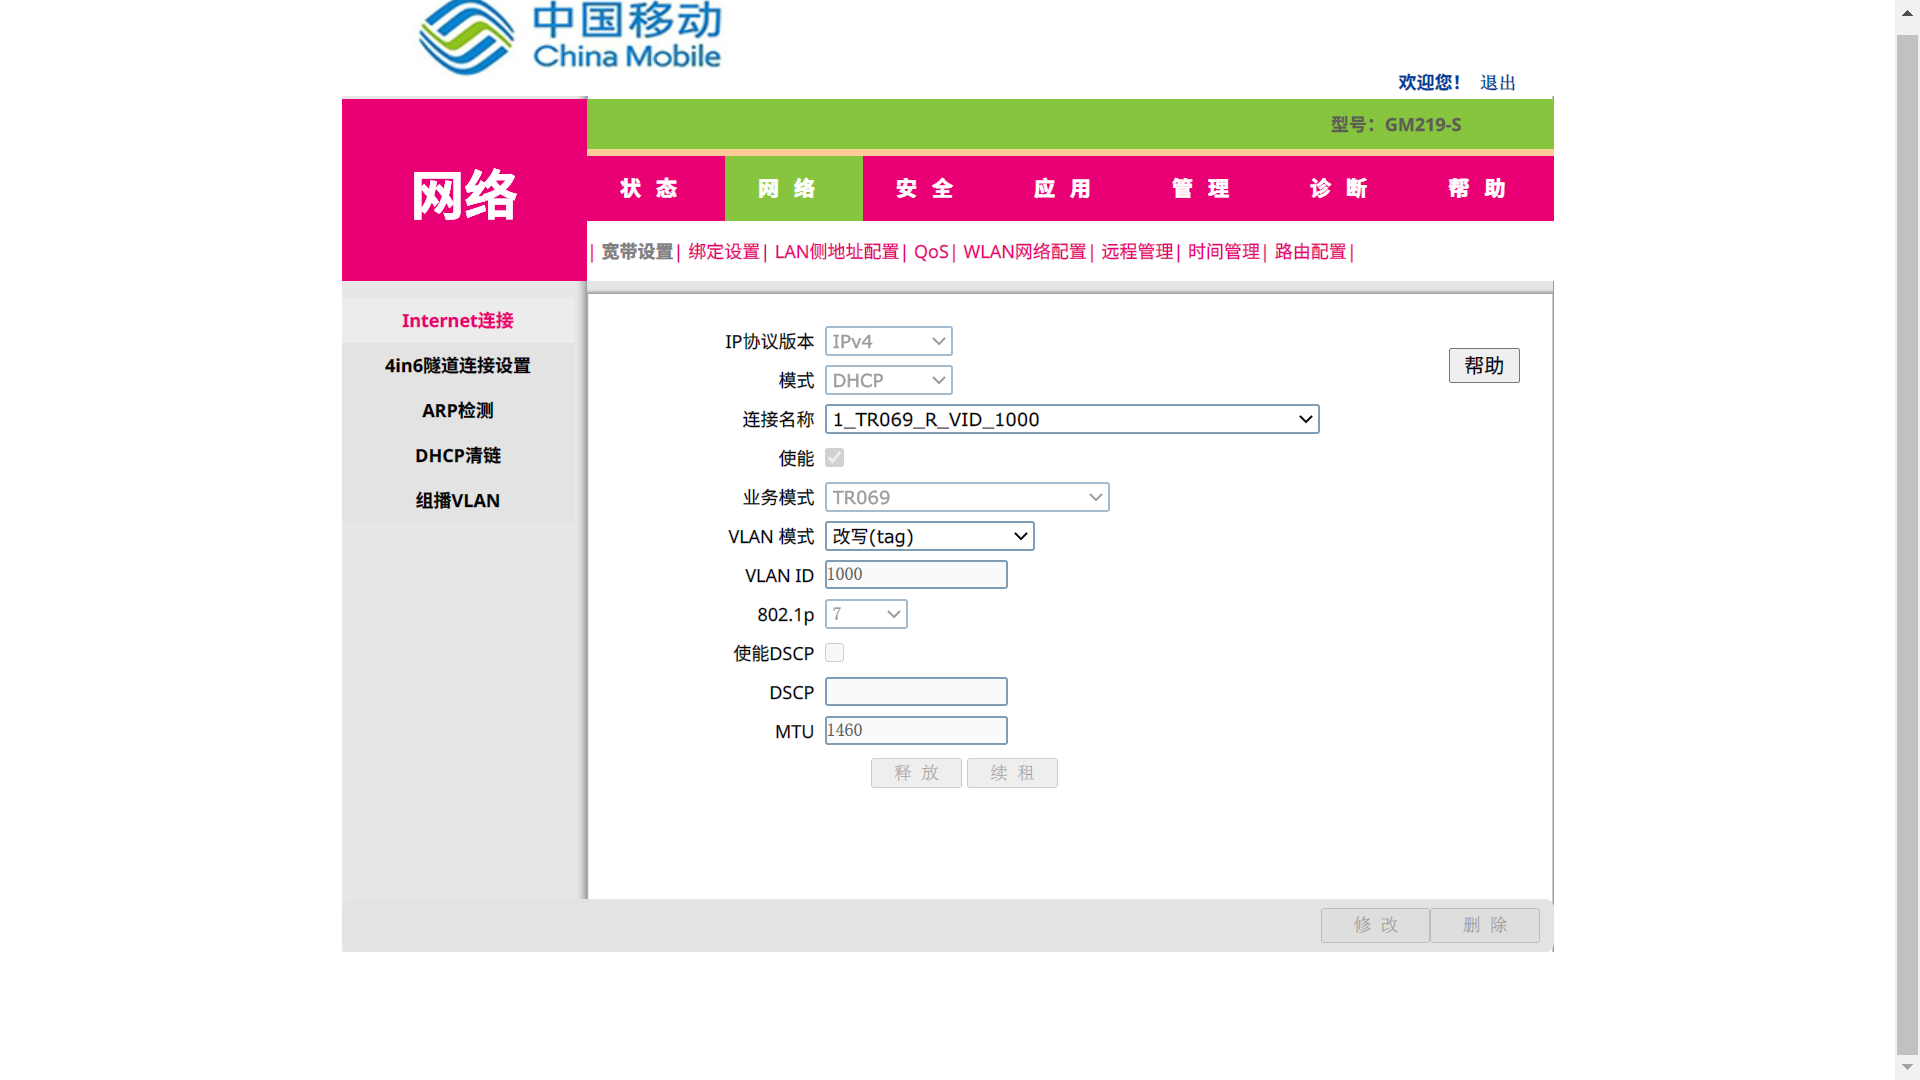 中国移动
China Mobile
欢迎您！ 退出
型号：GM219-S
网络
状 态 网 络 安 全 应 用 管 理 诊 断 帮 助
| 宽带设置| 绑定设置| LAN侧地址配置| QoS| WLAN网络配置| 远程管理| 时间管理| 路由配置|
Internet连接
4in6隧道连接设置
ARP检测
DHCP清链
组播VLAN
IP协议版本 IPv4
帮助
模式 DHCP
连接名称 1_TR069_R_VID_1000
使能
业务模式 TR069
VLAN 模式 改写(tag)
VLAN ID 1000
802.1p 7
使能DSCP
DSCP
MTU 1460
释 放 续 租
修 改 删 除